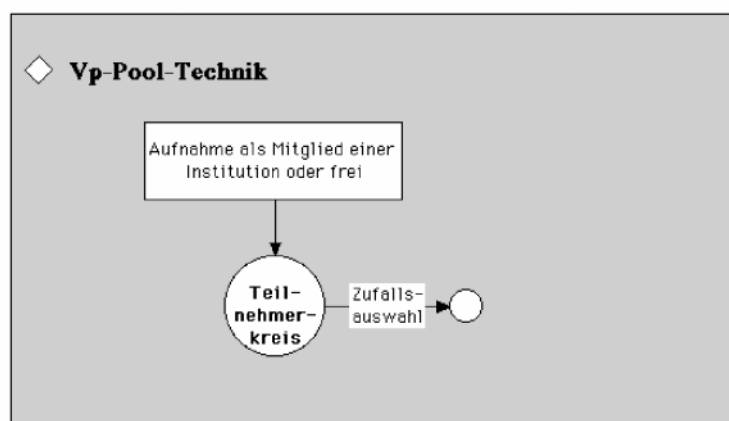 Vp-Pool-Technik
Aufnahme als Mitglied einer
Institution oder frei
Teil-
nehmer-
kreis
Zufalls-
auswahl